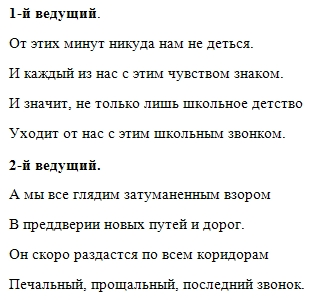 1-й ведущий.
От этих минут никуда нам не деться.
И каждый из нас с этим чувством знаком.
И значит, не только лишь школьное детство
Уходит от нас с этим школьным звонком.
2-й ведущий.
А мы все глядим затуманенным взором
В преддверии новых путей и дорог.
Он скоро раздастся по всем коридорам
Печальный, прощальный, последний звонок.